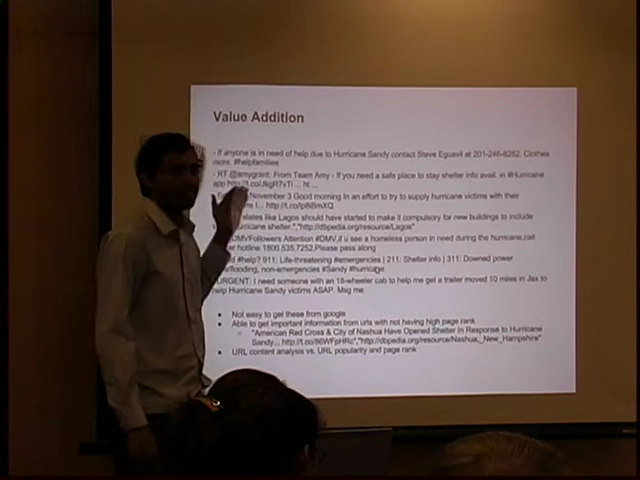 Value Addition
- If anyone is in need of help due to Hurricane Sandy contact Steve Egcevil at 201-246-8262. Clothes
more. #helpfamilies
- RT @amygrant: From Team Amy - If you need a safe place to stay shelter info avail. in #Hurricane
app http://t.co/JkgR7vTi ... ht ...
November 3 Good morning In an effort to try to supply hurricane victims with their
http://t.co/
states like Lagos should have started to make it compulsory for new buildings to include
hurricane shelter.","http://dbpedia.org/resource/Lagos"
DMVFollowers Attention #DMV,if u see a homeless person in need during the hurricane,call
hotline 1800.535.7252.Please pass along
#help? 911: Life-threatening #emergencies | 211: Shelter info | 311: Downed power
flooding, non-emergencies #Sandy #hurricane
URGENT: I need someone with an 18-wheeler cab to help me get a trailer moved 10 miles in Jax to
help Hurricane Sandy victims ASAP. Msg me
• Not easy to get these from google
• Able to get important information from urls with not having high page rank
○ "American Red Cross & City of Nashua Have Opened Shelter in Response to Hurricane
Sandy... http://t.co/86WFpHRc","http://dbpedia.org/resource/Nashua,_New_Hampshire"
• URL content analysis vs. URL popularity and page rank